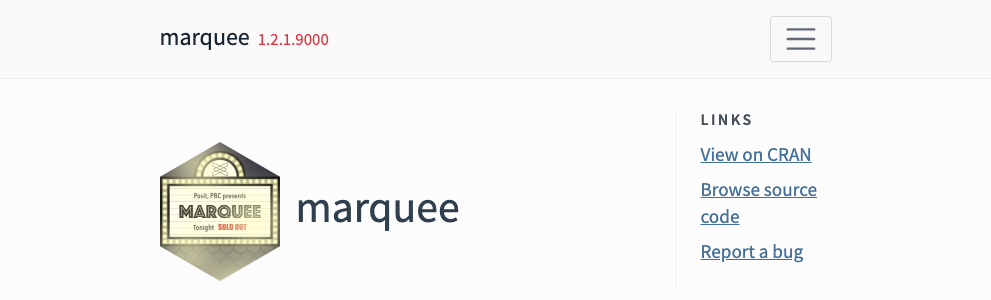 marquee 1.2.1.9000
Posit, PBC presents
MARQUEE
Tonight SOLD OUT
marquee
LINKS
View on CRAN
Browse source
code
Report a bug